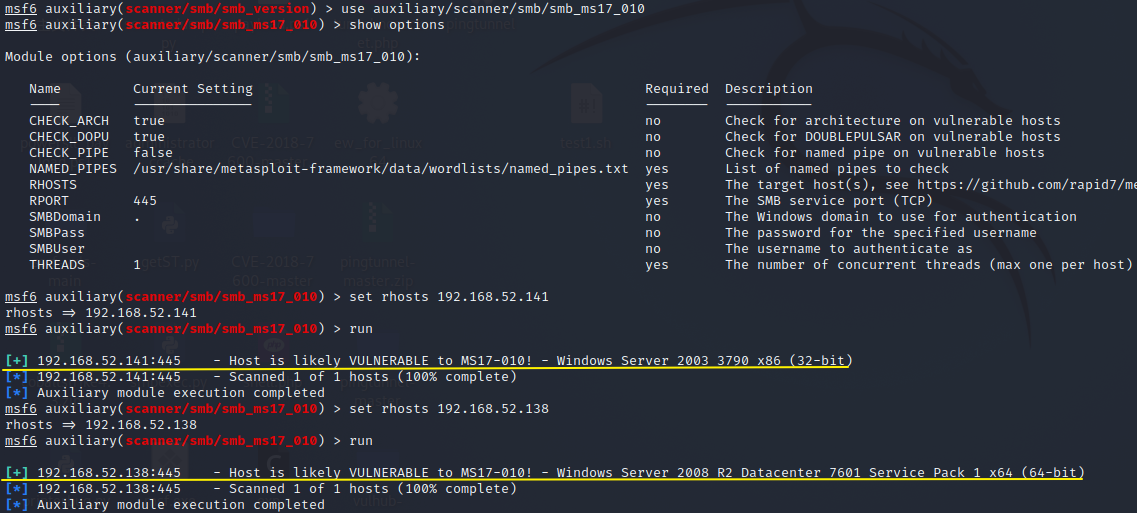 msf6 auxiliary(scanner/smb/smb_version) > use auxiliary/scanner/smb/smb_ms17_010
msf6 auxiliary(scanner/smb/smb_ms17_010) > show options
Module options (auxiliary/scanner/smb/smb_ms17_010):
Name Current Setting Required Description
CHECK_ARCH true no Check for architecture on vulnerable hosts
CHECK_DOPU true no Check for DOUBLEPULSAR on vulnerable hosts
CHECK_PIPE false no Check for named pipe on vulnerable hosts
NAMED_PIPES /usr/share/metasploit-framework/data/wordlists/named_pipes.txt yes List of named pipes to check
RHOSTS yes The target host(s), see https://github.com/rapid7/me
RPORT 445 yes The SMB service port (TCP)
SMBDomain . no The Windows domain to use for authentication
SMBPass no The password for the specified username
SMBUser no The username to authenticate as
THREADS 1 yes The number of concurrent threads (max one per host)
msf6 auxiliary(scanner/smb/smb_ms17_010) > set rhosts 192.168.52.141
rhosts => 192.168.52.141
msf6 auxiliary(scanner/smb/smb_ms17_010) > run
[+] 192.168.52.141:445 - Host is likely VULNERABLE to MS17-010! - Windows Server 2003 3790 x86 (32-bit)
[*] 192.168.52.141:445 - Scanned 1 of 1 hosts (100% complete)
[*] Auxiliary module execution completed
msf6 auxiliary(scanner/smb/smb_ms17_010) > set rhosts 192.168.52.138
rhosts => 192.168.52.138
msf6 auxiliary(scanner/smb/smb_ms17_010) > run
[+] 192.168.52.138:445 - Host is likely VULNERABLE to MS17-010! - Windows Server 2008 R2 Datacenter 7601 Service Pack 1 x64 (64-bit)
[*] 192.168.52.138:445 - Scanned 1 of 1 hosts (100% complete)
[*] Auxiliary module execution completed